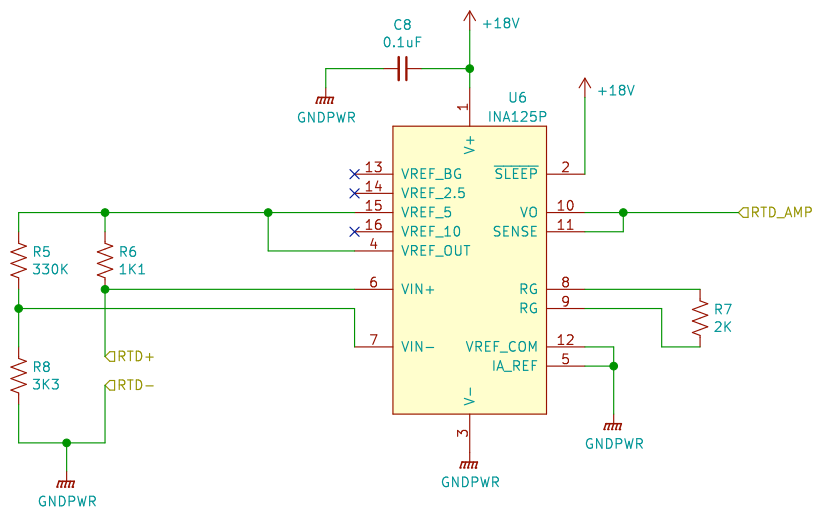 C8
0.1uF
+18V
GNDPWR
+18V
U6
INA125P
1
V+
13
VREF_BG
SLEEP
2
14
VREF_2.5
15
VREF_5
VO
10
RTD_AMP
16
VREF_10
SENSE
11
4
VREF_OUT
R5
330K
R6
1K1
6
VIN+
RG
8
RG
9
R7
2K
7
VIN-
VREF_COM
12
IA_REF
5
RTD+
R8
3K3
RTD-
V-
3
GNDPWR
GNDPWR
GNDPWR